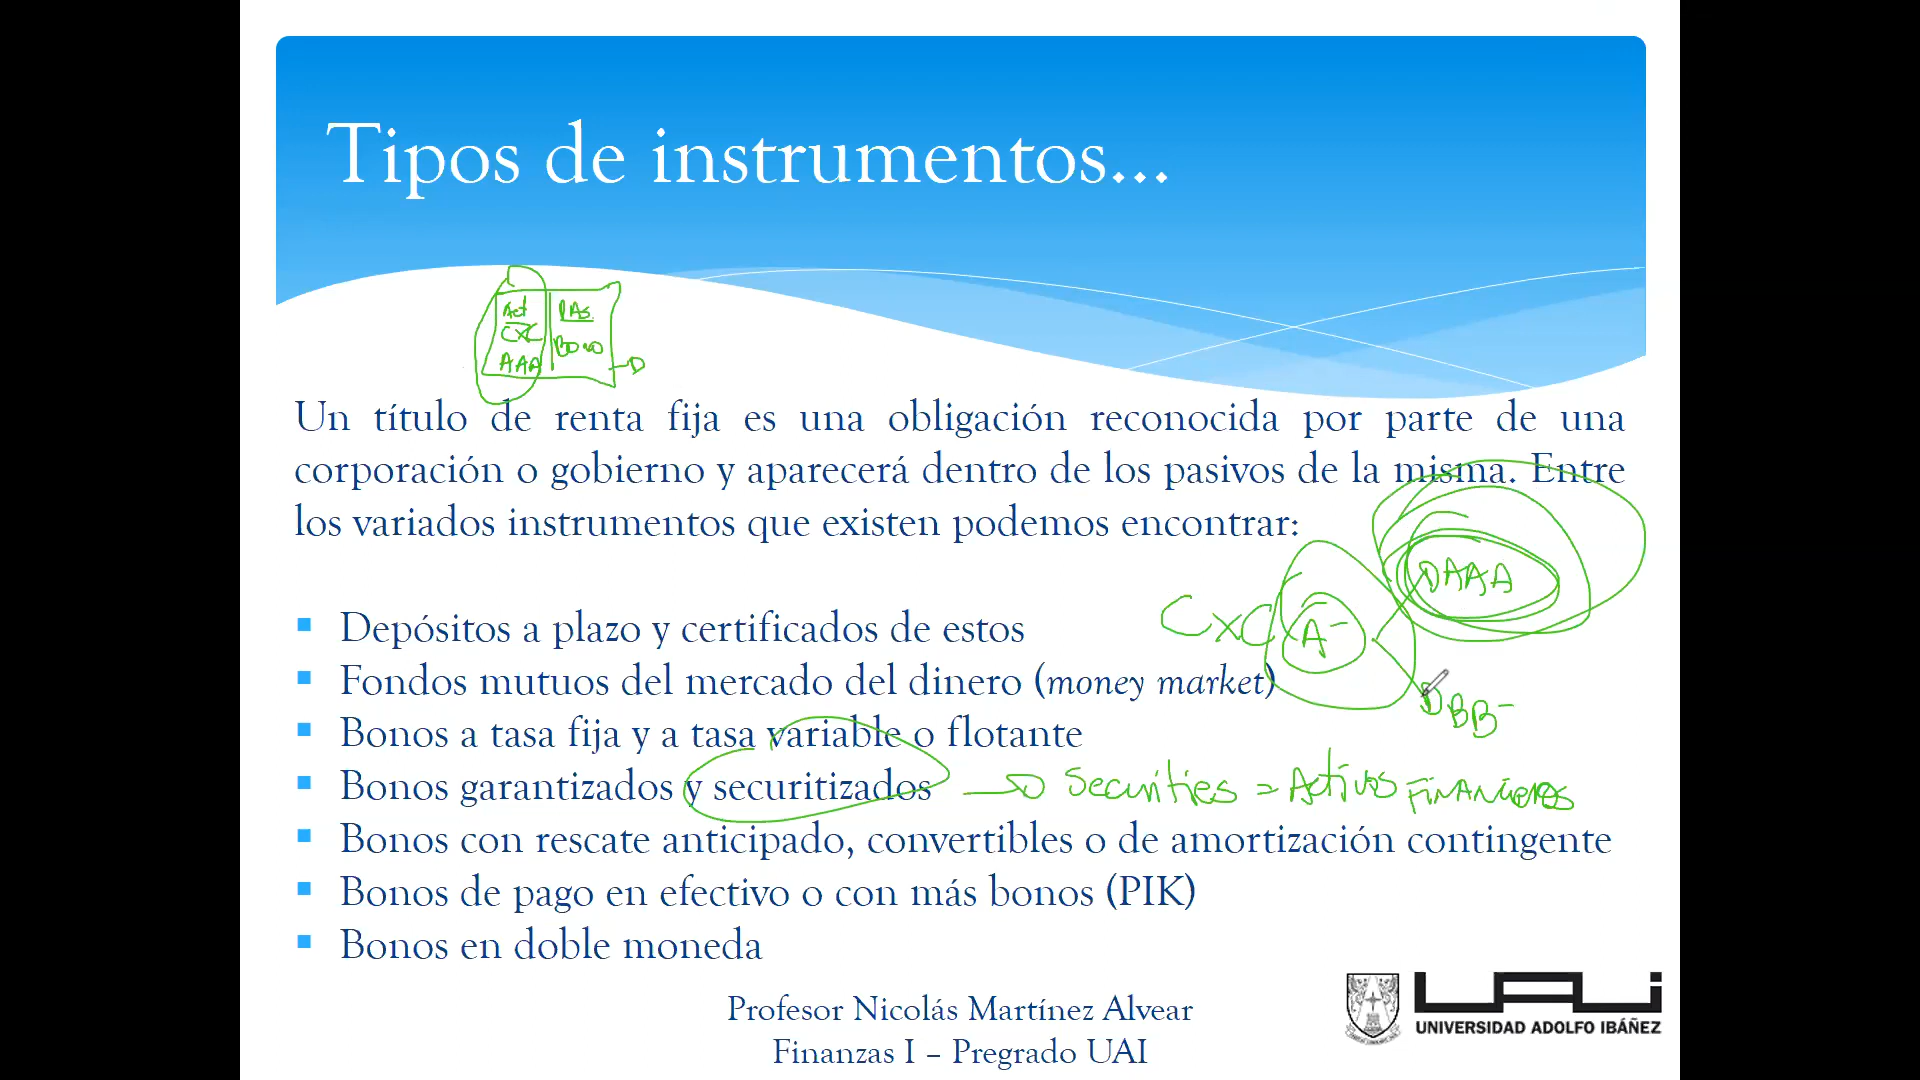 Tipos de instrumentos...
Act PAS.
CXC Bono
AAA
Un título de renta fija es una obligación reconocida por parte de una
corporación o gobierno y aparecerá dentro de los pasivos de la misma. Entre
los variados instrumentos que existen podemos encontrar:
AAA
CxC A-
▪ Depósitos a plazo y certificados de estos
▪ Fondos mutuos del mercado del dinero (money market)
BB-
▪ Bonos a tasa fija y a tasa variable o flotante
▪ Bonos garantizados y securitizados Securities = Activos Financieros
▪ Bonos con rescate anticipado, convertibles o de amortización contingente
▪ Bonos de pago en efectivo o con más bonos (PIK)
▪ Bonos en doble moneda
Profesor Nicolás Martínez Alvear
Finanzas I – Pregrado UAI
UAI
UNIVERSIDAD ADOLFO IBÁÑEZ